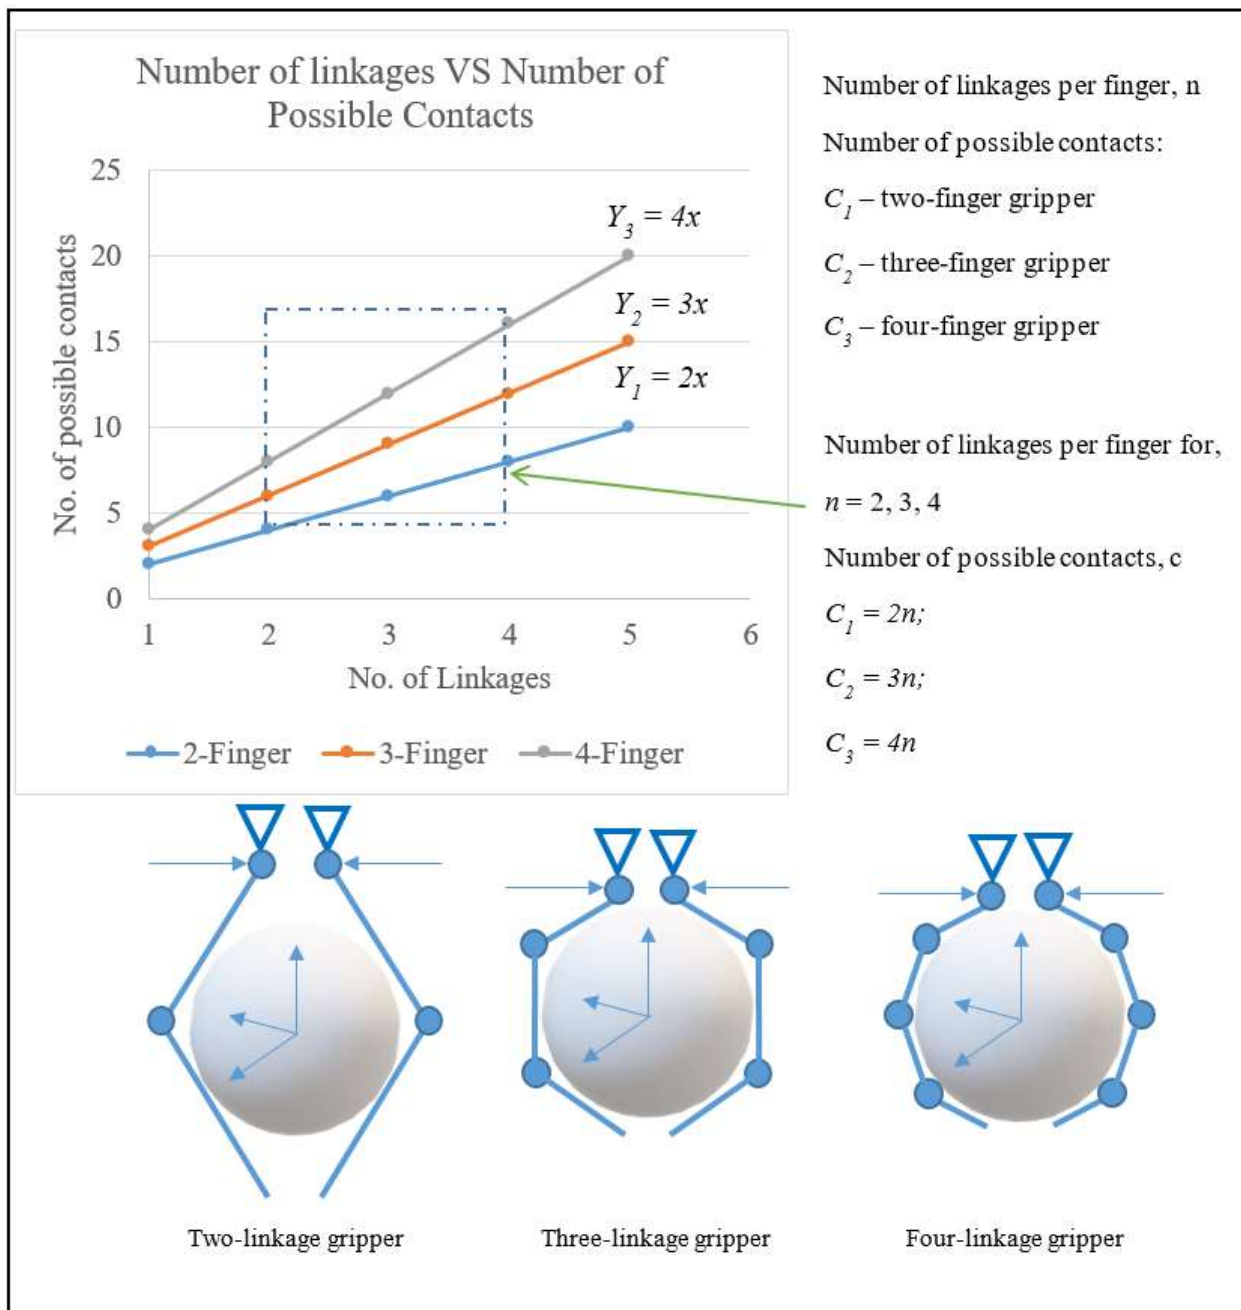 Number of linkages VS Number of
Possible Contacts
25
20
15
10
5
0
No. of possible contacts
Y3 = 4x
Y2 = 3x
Y1 = 2x
1 2 3 4 5 6
No. of Linkages
2-Finger 3-Finger 4-Finger
Number of linkages per finger, n
Number of possible contacts:
C1 – two-finger gripper
C2 – three-finger gripper
C3 – four-finger gripper
Number of linkages per finger for,
n = 2, 3, 4
Number of possible contacts, c
C1 = 2n;
C2 = 3n;
C3 = 4n
Two-linkage gripper
Three-linkage gripper
Four-linkage gripper